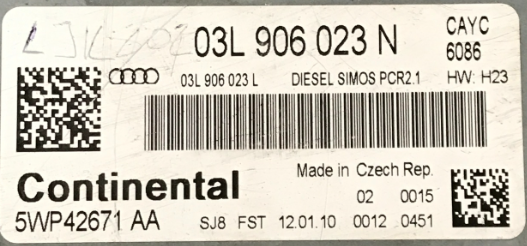 03L 906 023 N
CAYC
6086
03L 906 023 L DIESEL SIMOS PCR2.1 HW: H23
Made in Czech Rep.
Continental
02 0015
5WP42671 AA SJ8 FST 12.01.10 0012 0451